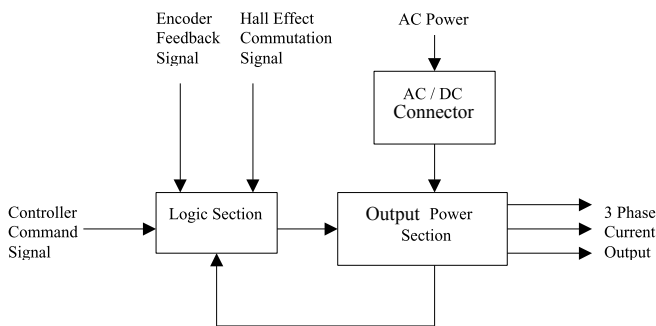 Encoder
Feedback
Signal
Hall Effect
Commutation
Signal
AC Power
AC / DC
Connector
Controller
Command
Signal
Logic Section
Output Power
Section
3 Phase
Current
Output